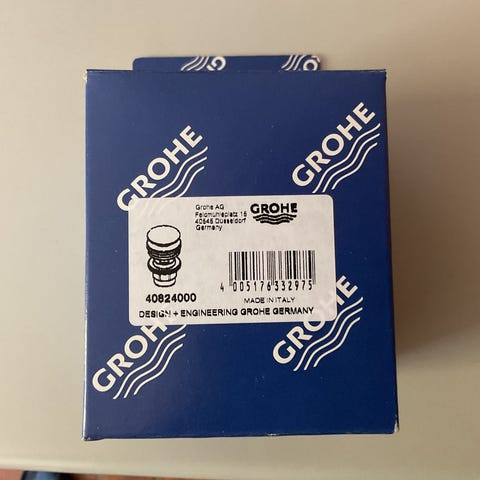 GROHE
GROHE
Grohe AG
Feldmühleplatz 15
40545 Düsseldorf
Germany
GROHE
4 005176 332975
40824000
MADE IN ITALY
DESIGN + ENGINEERING GROHE GERMANY
GROHE
GROHE